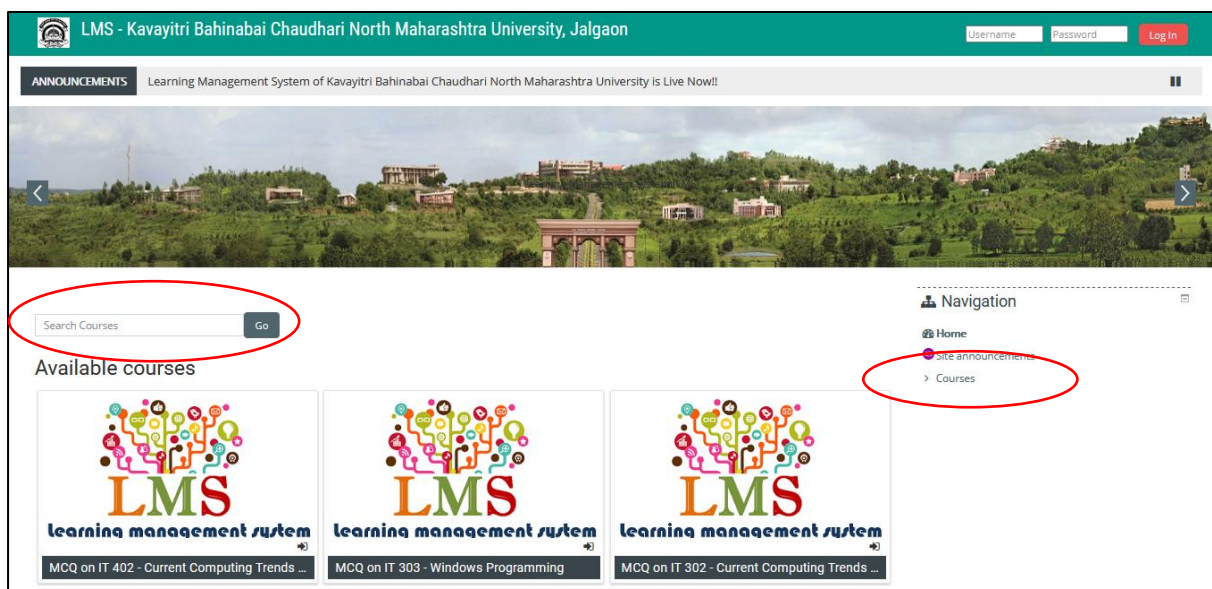 LMS - Kavayitri Bahinabai Chaudhari North Maharashtra University, Jalgaon
Username Password Log In
ANNOUNCEMENTS Learning Management System of Kavayitri Bahinabai Chaudhari North Maharashtra University is Live Now!!
Search Courses Go
Available courses
LMS
Learning management system
MCQ on IT 402 - Current Computing Trends ...
LMS
Learning management system
MCQ on IT 303 - Windows Programming
LMS
Learning management system
MCQ on IT 302 - Current Computing Trends ...
Navigation
Home
Site announcements
Courses